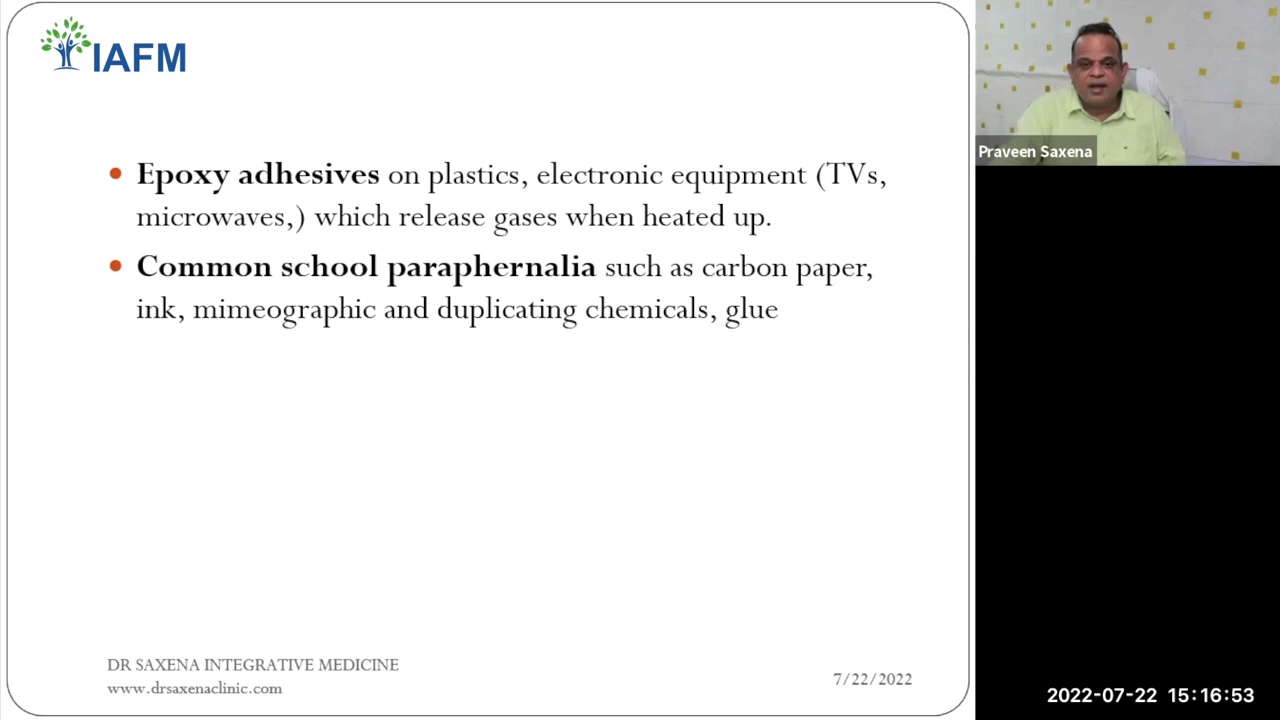 IAFM
• Epoxy adhesives on plastics, electronic equipment (TVs,
microwaves,) which release gases when heated up.
• Common school paraphernalia such as carbon paper,
ink, mimeographic and duplicating chemicals, glue
DR SAXENA INTEGRATIVE MEDICINE
www.drsaxenaclinic.com
7/22/2022
Praveen Saxena
2022-07-22 15:16:53